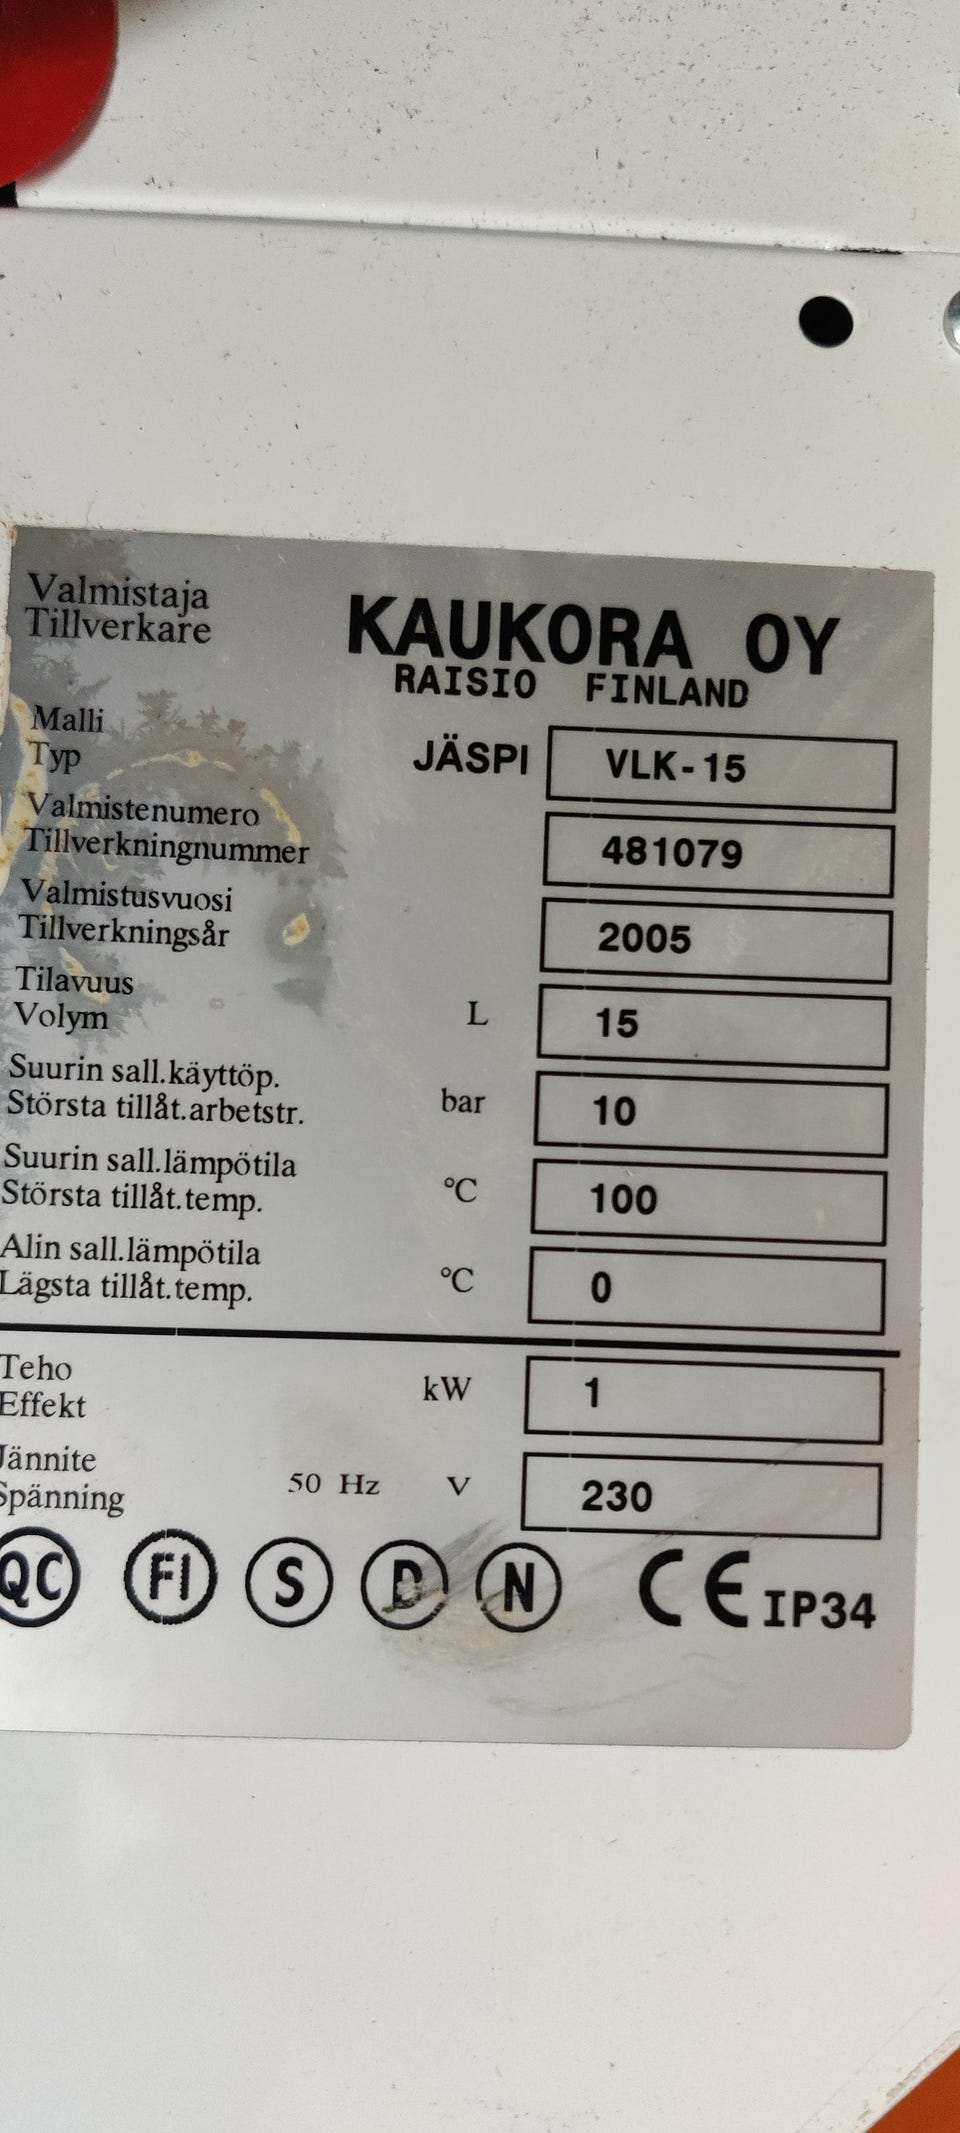 Valmistaja
Tillverkare
KAUKORA OY
RAISIO FINLAND
Malli
Typ
JÄSPI VLK-15
Valmistenumero
Tillverkningnummer
481079
Valmistusvuosi
Tillverkningsår
2005
Tilavuus
Volym
L 15
Suurin sall.käyttöp.
Största tillåt.arbetstr.
bar 10
Suurin sall.lämpötila
Största tillåt.temp.
°C 100
Alin sall.lämpötila
Lägsta tillåt.temp.
°C 0
Teho
Effekt
kW 1
Jännite
Spänning
50 Hz V 230
QC FI S D N CE IP34